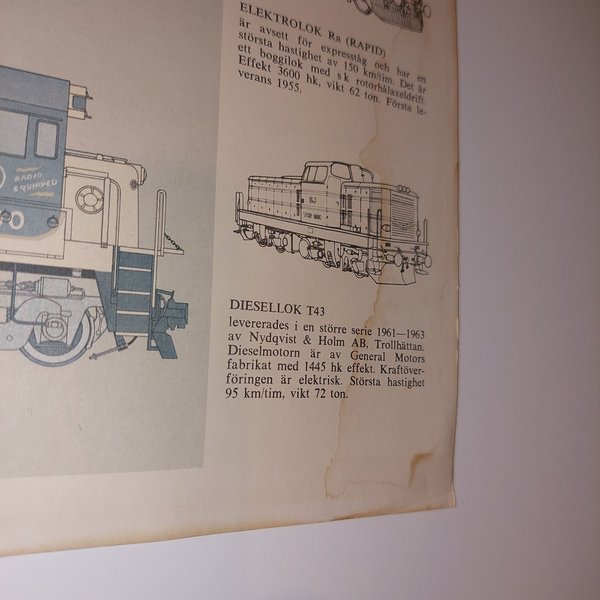 ELEKTROLOK Ra (RAPID)
är avsett för expresståg och har en
största hastighet av 150 km/tim. Det är
ett boggilok med s k rotorhålaxeldrift.
Effekt 3600 hk, vikt 62 ton. Första le-
verans 1955.
RADIO
EQUIPPED
SJ
DIESELLOK T43
levererades i en större serie 1961—1963
av Nydqvist & Holm AB, Trollhättan.
Dieselmotorn är av General Motors
fabrikat med 1445 hk effekt. Kraftöver-
föringen är elektrisk. Största hastighet
95 km/tim, vikt 72 ton.